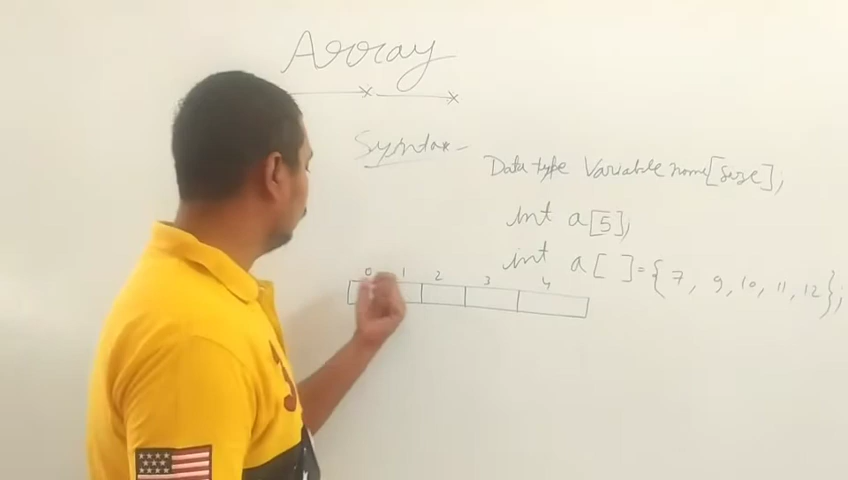 Array
Syntax -
Data type Variable name[size];
int a[5];
int a[ ]={7, 9, 10, 11, 12};
0 1 2 3 4
3